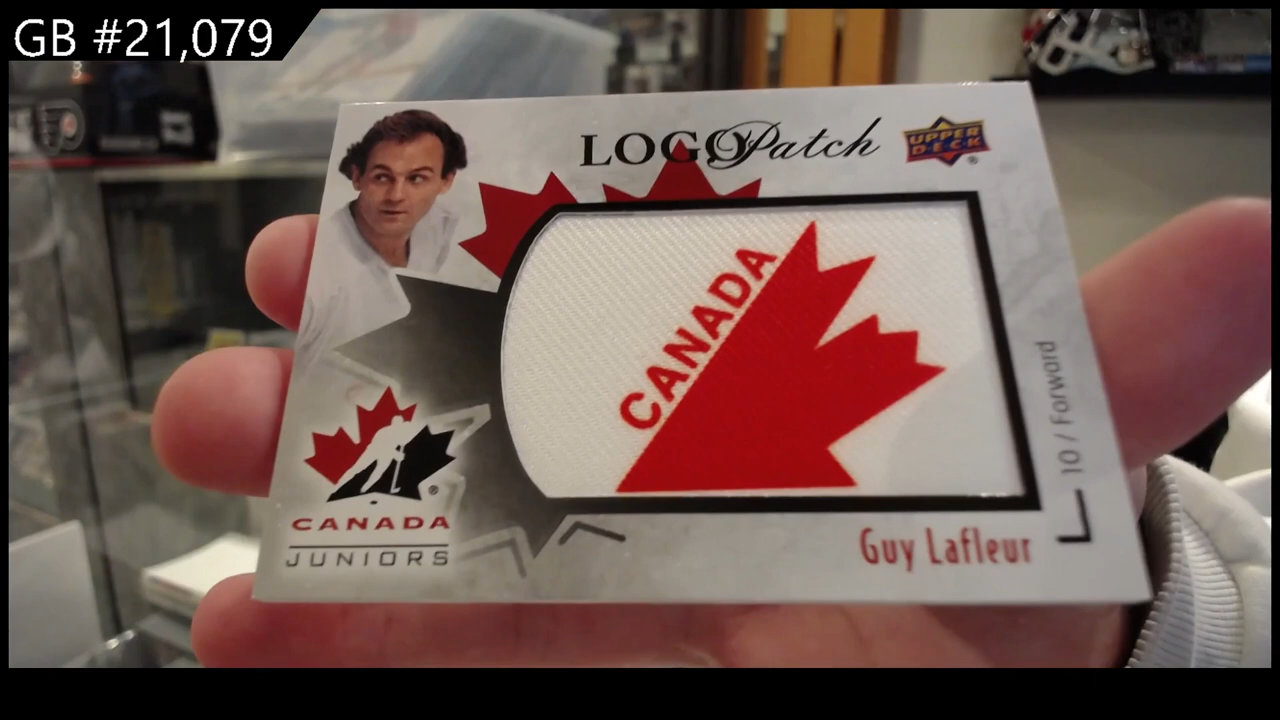 GB #21,079
LOGO Patch
UPPER
DECK
®
CANADA
10 / Forward
®
CANADA
JUNIORS
Guy Lafleur